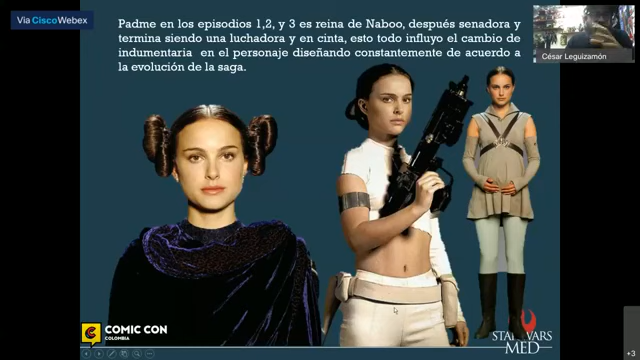 Via CiscoWebex
Padme en los episodios 1,2, y 3 es reina de Naboo, después senadora y
termina siendo una luchadora y en cinta, esto todo influyo el cambio de
indumentaria en el personaje diseñando constantemente de acuerdo a
la evolución de la saga.
César Leguizamón
COMIC CON
COLOMBIA
STAR WARS
MED
+3